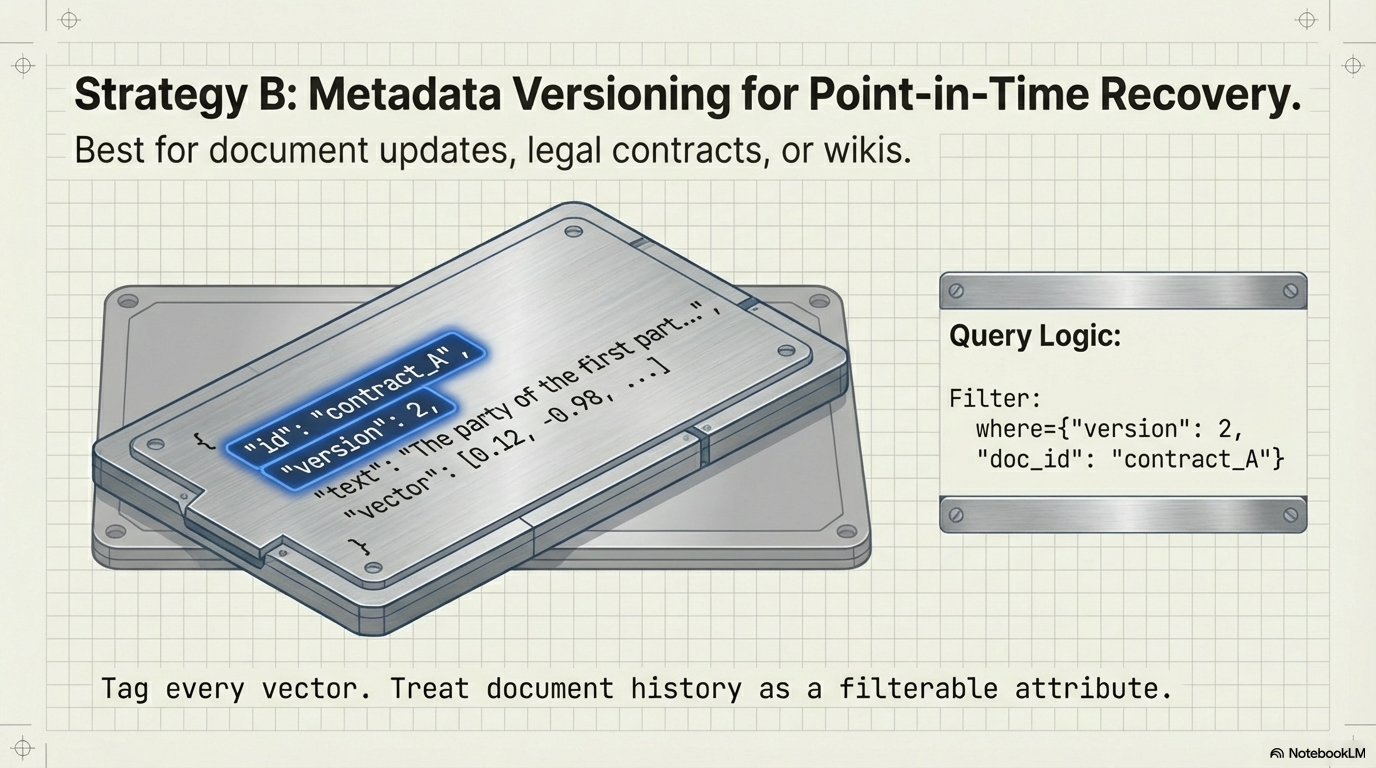 Strategy B: Metadata Versioning for Point-in-Time Recovery.
Best for document updates, legal contracts, or wikis.
{
"id": "contract_A",
"version": 2,
"text": "The party of the first part...",
"vector": [0.12, -0.98, ...]
}
Query Logic:
Filter:
where={"version": 2,
"doc_id": "contract_A"}
Tag every vector. Treat document history as a filterable attribute.
NotebookLM